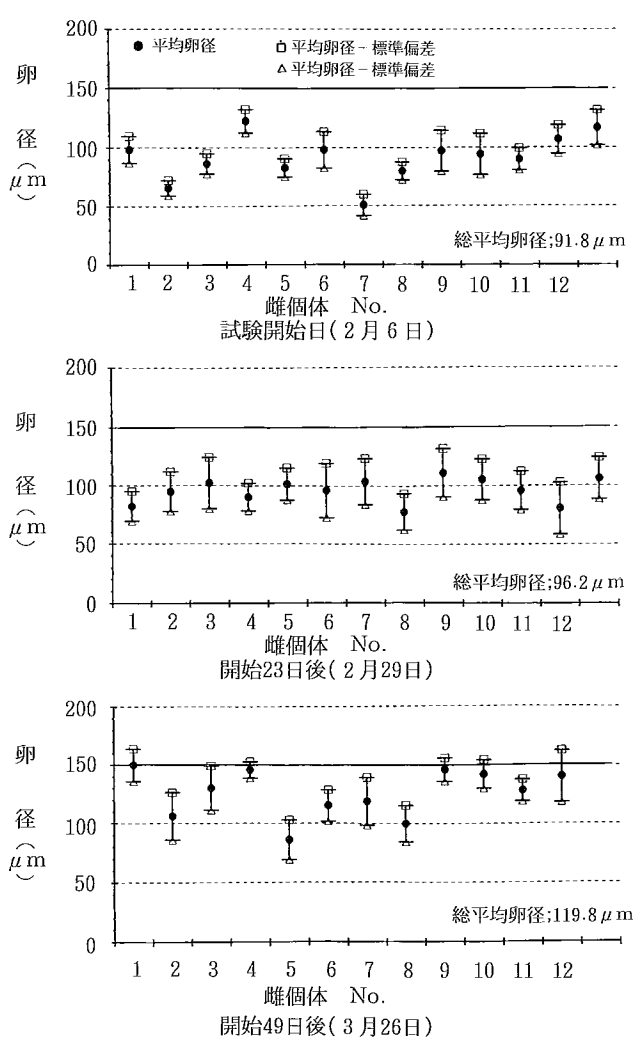 200
● 平均卵径
□ 平均卵径-標準偏差
△ 平均卵径-標準偏差
卵
径
(μm)
150
100
50
0
総平均卵径;91.8μm
1 2 3 4 5 6 7 8 9 10 11 12
雌個体 No.
試験開始日(2月6日)
200
卵
径
(μm)
150
100
50
0
総平均卵径;96.2μm
1 2 3 4 5 6 7 8 9 10 11 12
雌個体 No.
開始23日後(2月29日)
200
卵
径
(μm)
150
100
50
0
総平均卵径;119.8μm
1 2 3 4 5 6 7 8 9 10 11 12
雌個体 No.
開始49日後(3月26日)